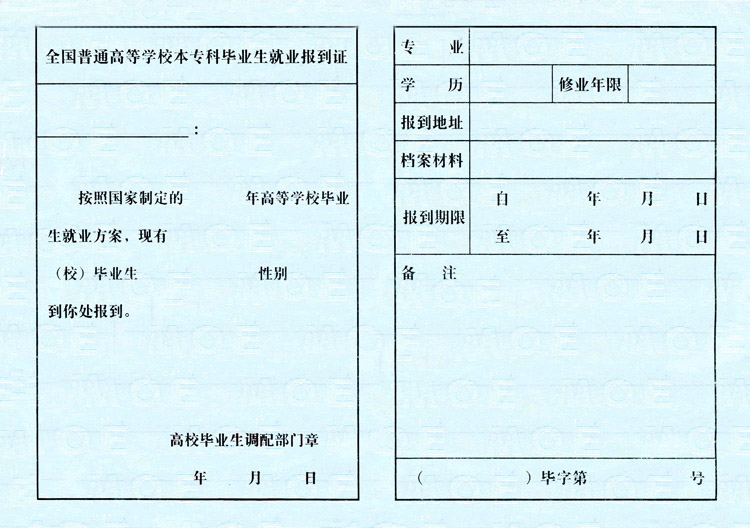 全国普通高等学校本专科毕业生就业报到证
：
按照国家制定的 年高等学校毕业
生就业方案，现有
（校）毕业生 性别
到你处报到。
高校毕业生调配部门章
年 月 日
专 业
学 历 修业年限
报到地址
档案材料
报到期限 自 年 月 日
至 年 月 日
备 注
（ ）毕字第 号